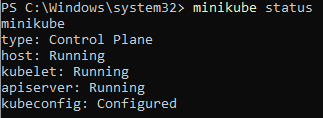 PS C:\Windows\system32> minikube status
minikube
type: Control Plane
host: Running
kubelet: Running
apiserver: Running
kubeconfig: Configured